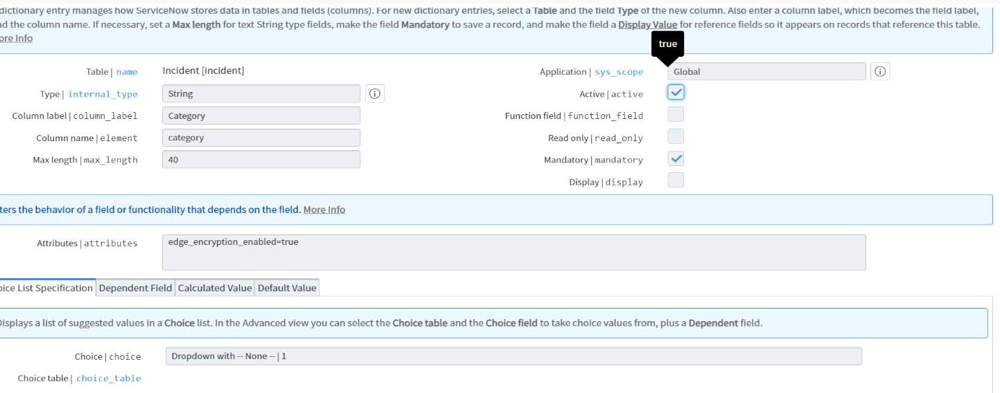 dictionary entry manages how ServiceNow stores data in tables and fields (columns). For new dictionary entries, select a Table and the field Type of the new column. Also enter a column label, which becomes the field label,
nd the column name. If necessary, set a Max length for text String type fields, make the field Mandatory to save a record, and make the field a Display Value for reference fields so it appears on records that reference this table.
ore Info
true
Table | name Incident [incident]
Application | sys_scope Global
Type | internal_type String
Active | active
Column label | column_label Category
Function field | function_field
Column name | element category
Read only | read_only
Max length | max_length 40
Mandatory | mandatory
Display | display
ters the behavior of a field or functionality that depends on the field. More Info
Attributes | attributes edge_encryption_enabled=true
oice List Specification Dependent Field Calculated Value Default Value
Displays a list of suggested values in a Choice list. In the Advanced view you can select the Choice table and the Choice field to take choice values from, plus a Dependent field.
Choice | choice Dropdown with -- None -- | 1
Choice table | choice_table